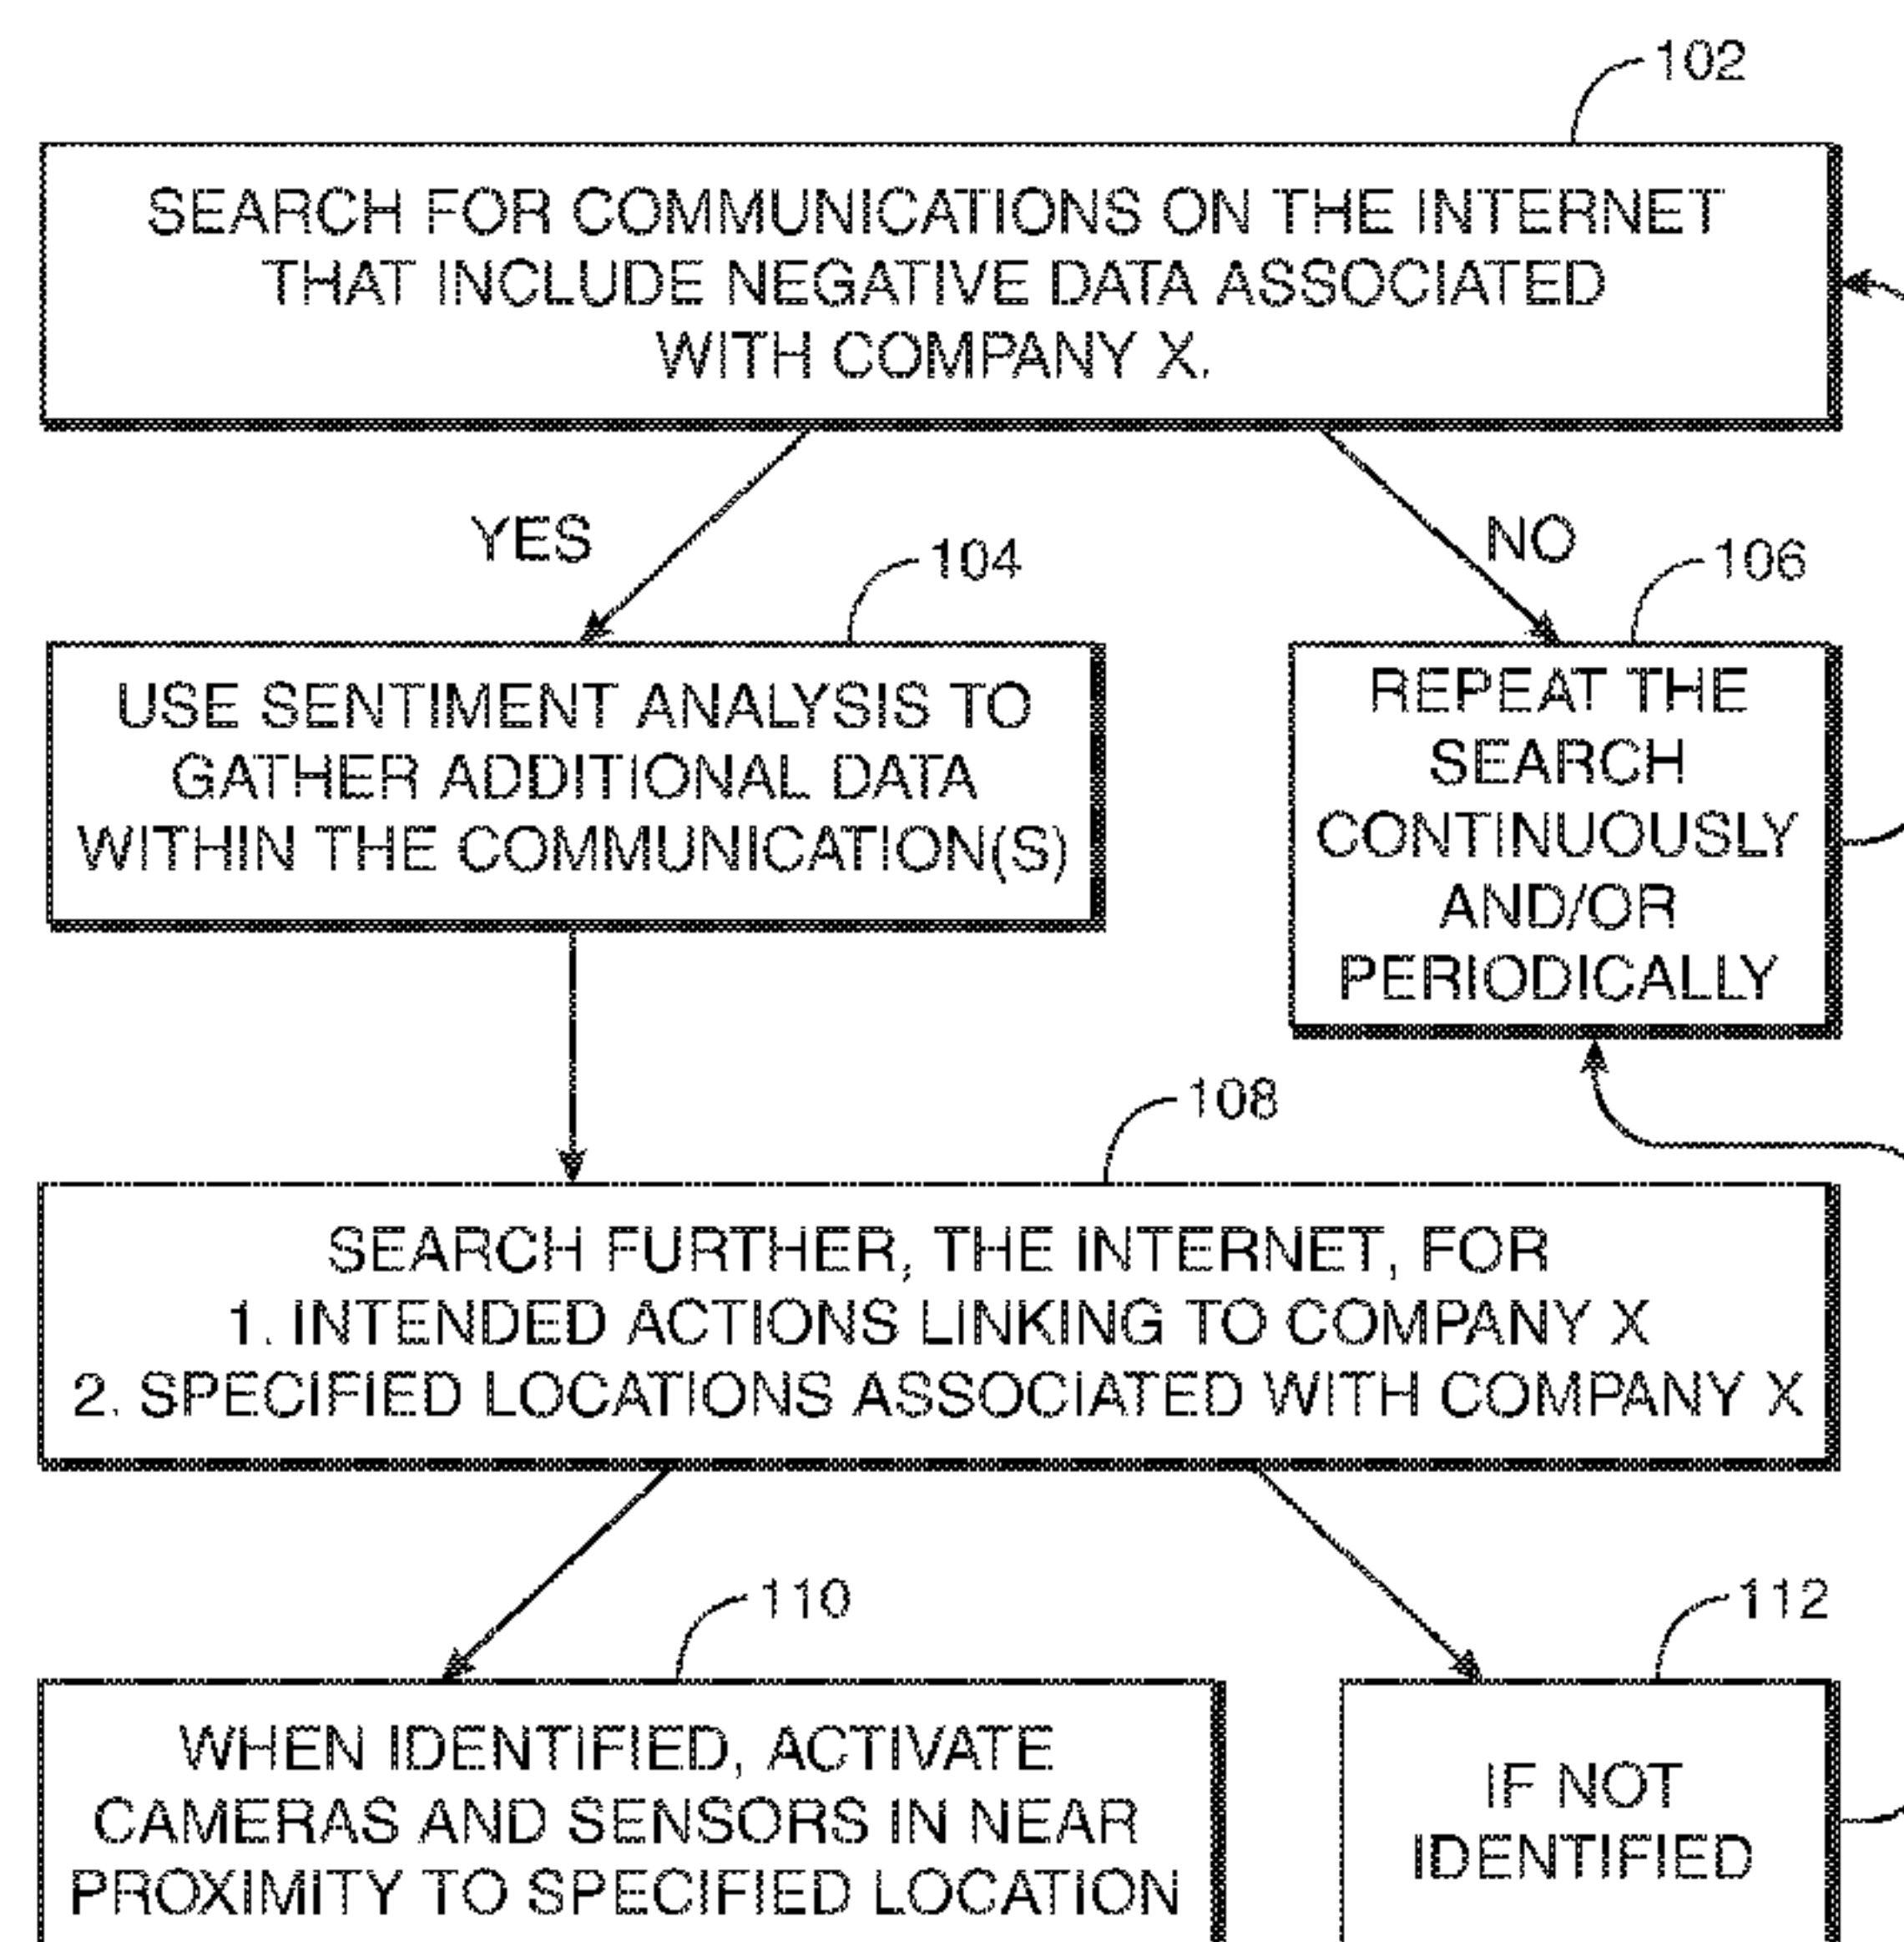 102
SEARCH FOR COMMUNICATIONS ON THE INTERNET
THAT INCLUDE NEGATIVE DATA ASSOCIATED
WITH COMPANY X.
YES
NO
104
106
USE SENTIMENT ANALYSIS TO
GATHER ADDITIONAL DATA
WITHIN THE COMMUNICATION(S)
REPEAT THE
SEARCH
CONTINUOUSLY
AND/OR
PERIODICALLY
108
SEARCH FURTHER, THE INTERNET, FOR
1. INTENDED ACTIONS LINKING TO COMPANY X
2. SPECIFIED LOCATIONS ASSOCIATED WITH COMPANY X
110
112
WHEN IDENTIFIED, ACTIVATE
CAMERAS AND SENSORS IN NEAR
PROXIMITY TO SPECIFIED LOCATION
IF NOT
IDENTIFIED